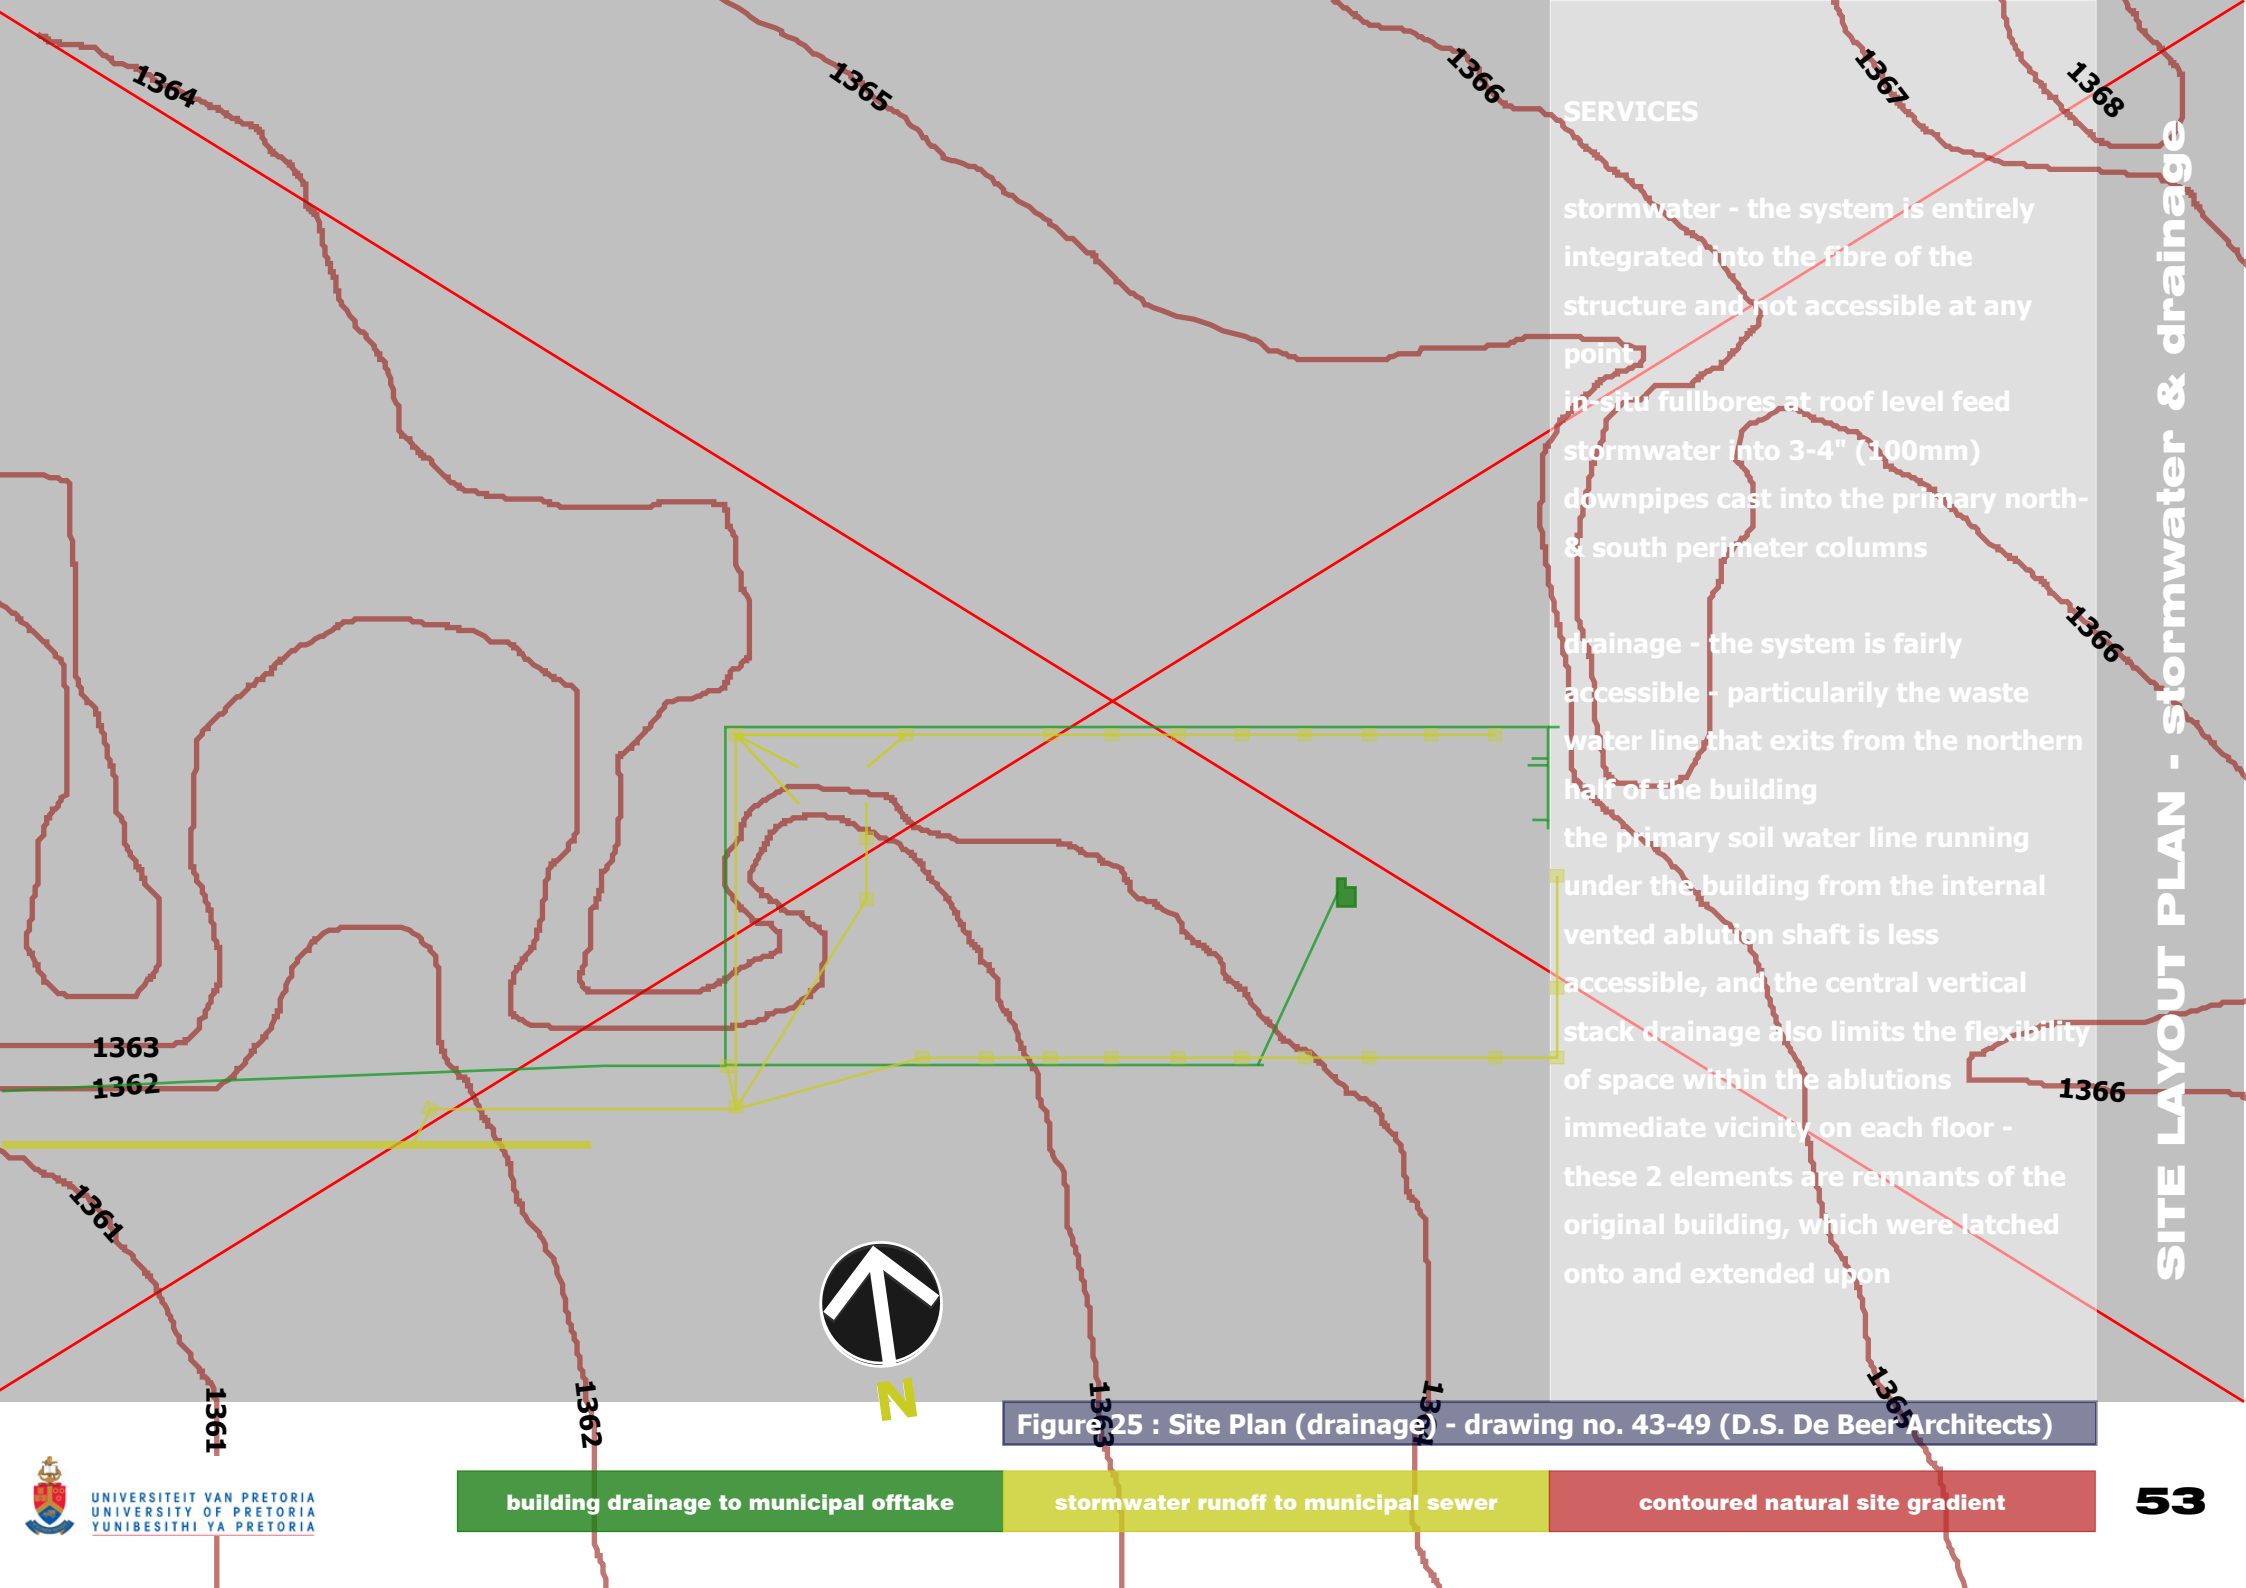 1364
1365
1366
1367
1368
SERVICES
stormwater - the system is entirely
integrated into the fibre of the
structure and not accessible at any
point
in-situ fullbores at roof level feed
stormwater into 3-4" (100mm)
downpipes cast into the primary north-
& south perimeter columns
drainage - the system is fairly
accessible - particularily the waste
water line that exits from the northern
half of the building
the primary soil water line running
under the building from the internal
vented ablution shaft is less
accessible, and the central vertical
stack drainage also limits the flexibility
of space within the ablutions
immediate vicinity on each floor -
these 2 elements are remnants of the
original building, which were latched
onto and extended upon
SITE LAYOUT PLAN - stormwater & drainage
1366
1366
1363
1362
1361
1361
1362
1363
1364
1365
N
Figure 25 : Site Plan (drainage) - drawing no. 43-49 (D.S. De Beer Architects)
UNIVERSITEIT VAN PRETORIA
UNIVERSITY OF PRETORIA
YUNIBESITHI YA PRETORIA
building drainage to municipal offtake
stormwater runoff to municipal sewer
contoured natural site gradient
53